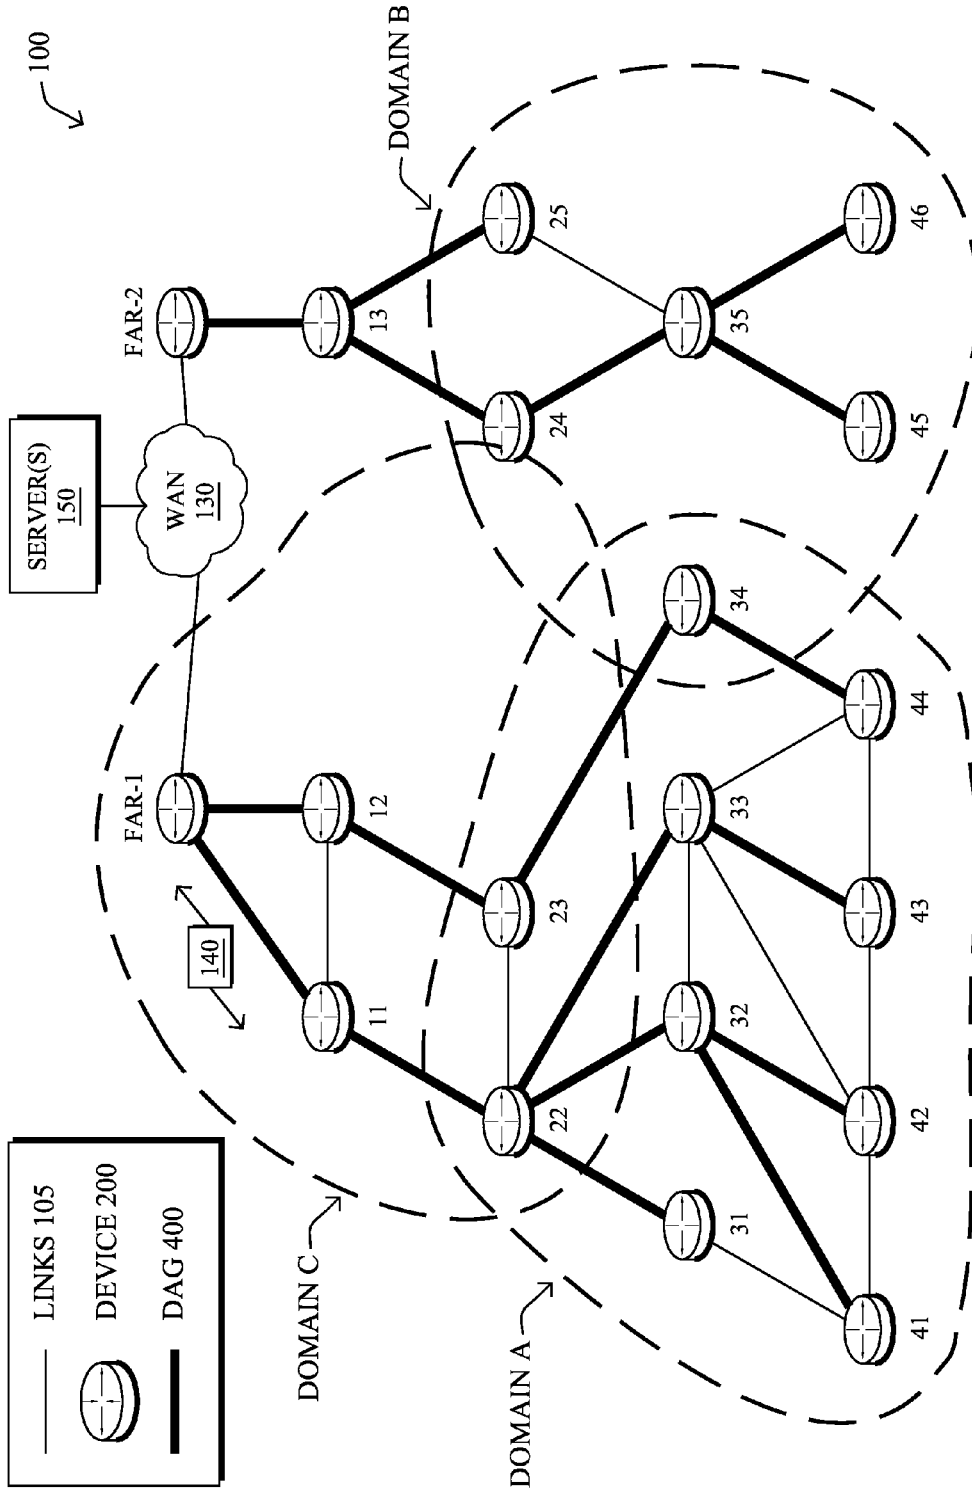 100
LINKS 105
DEVICE 200
DAG 400
SERVER(S)
150
WAN
130
FAR-1
FAR-2
140
11
12
13
DOMAIN C
DOMAIN B
22
23
24
25
DOMAIN A
31
32
33
34
35
41
42
43
44
45
46